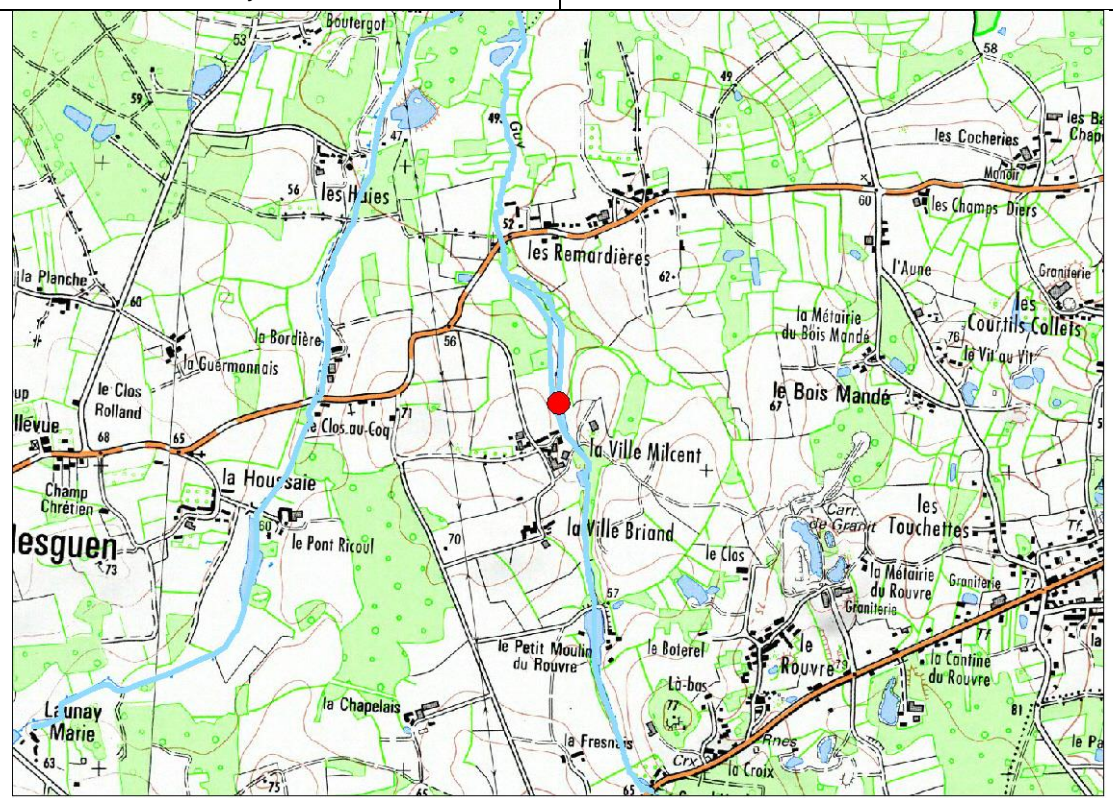 Boutergot
53
58
59
49
49
Guy
47
les Cocheries
Manoir
les Huies
56
60
les Champs Diers
52
les Remardières
la Planche
62
l'Aune
Graniterie
60
les
Courtils Collets
la Métairie
du Bois Mandé
la Bordière
56
76
le Vit au Vit
la Guermonnais
le Bois Mandé
67
le Clos
Rolland
71
le Clos au Coq
68
65
la Ville Milcent
la Houssaie
Champ
Chrétien
Carr.
de Granit
les
Touchettes
60
la Ville Briand
lesguen
73
le Pont Ricoul
70
le Clos
Tf.
la Métairie
du Rouvre
Graniterie
77
57
75
Graniterie
Tf
le Petit Moulin
du Rouvre
le Boterel
le
Rouvre
79
la Cantine
du Rouvre
Là-bas
77
la Chapelais
Launay
Marie
81
la Fresnais
Rnes
Crx
la Croix
63
75
65
65